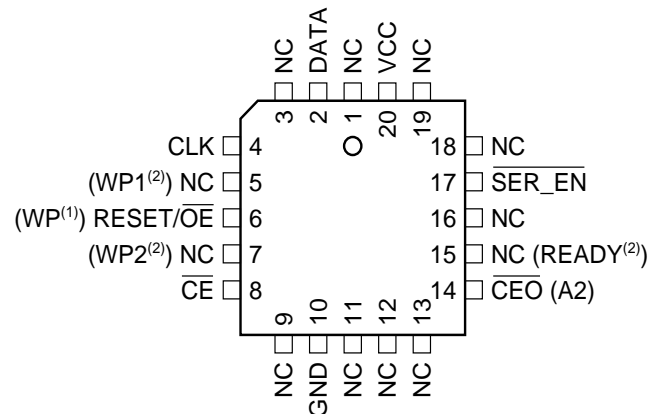 NC
DATA
NC
VCC
NC
3
2
1
20
19
CLK 4
18 NC
(WP1(2)) NC 5
17 SER_EN
(WP(1)) RESET/OE 6
16 NC
(WP2(2)) NC 7
15 NC (READY(2))
CE 8
14 CEO (A2)
9
10
11
12
13
NC
GND
NC
NC
NC